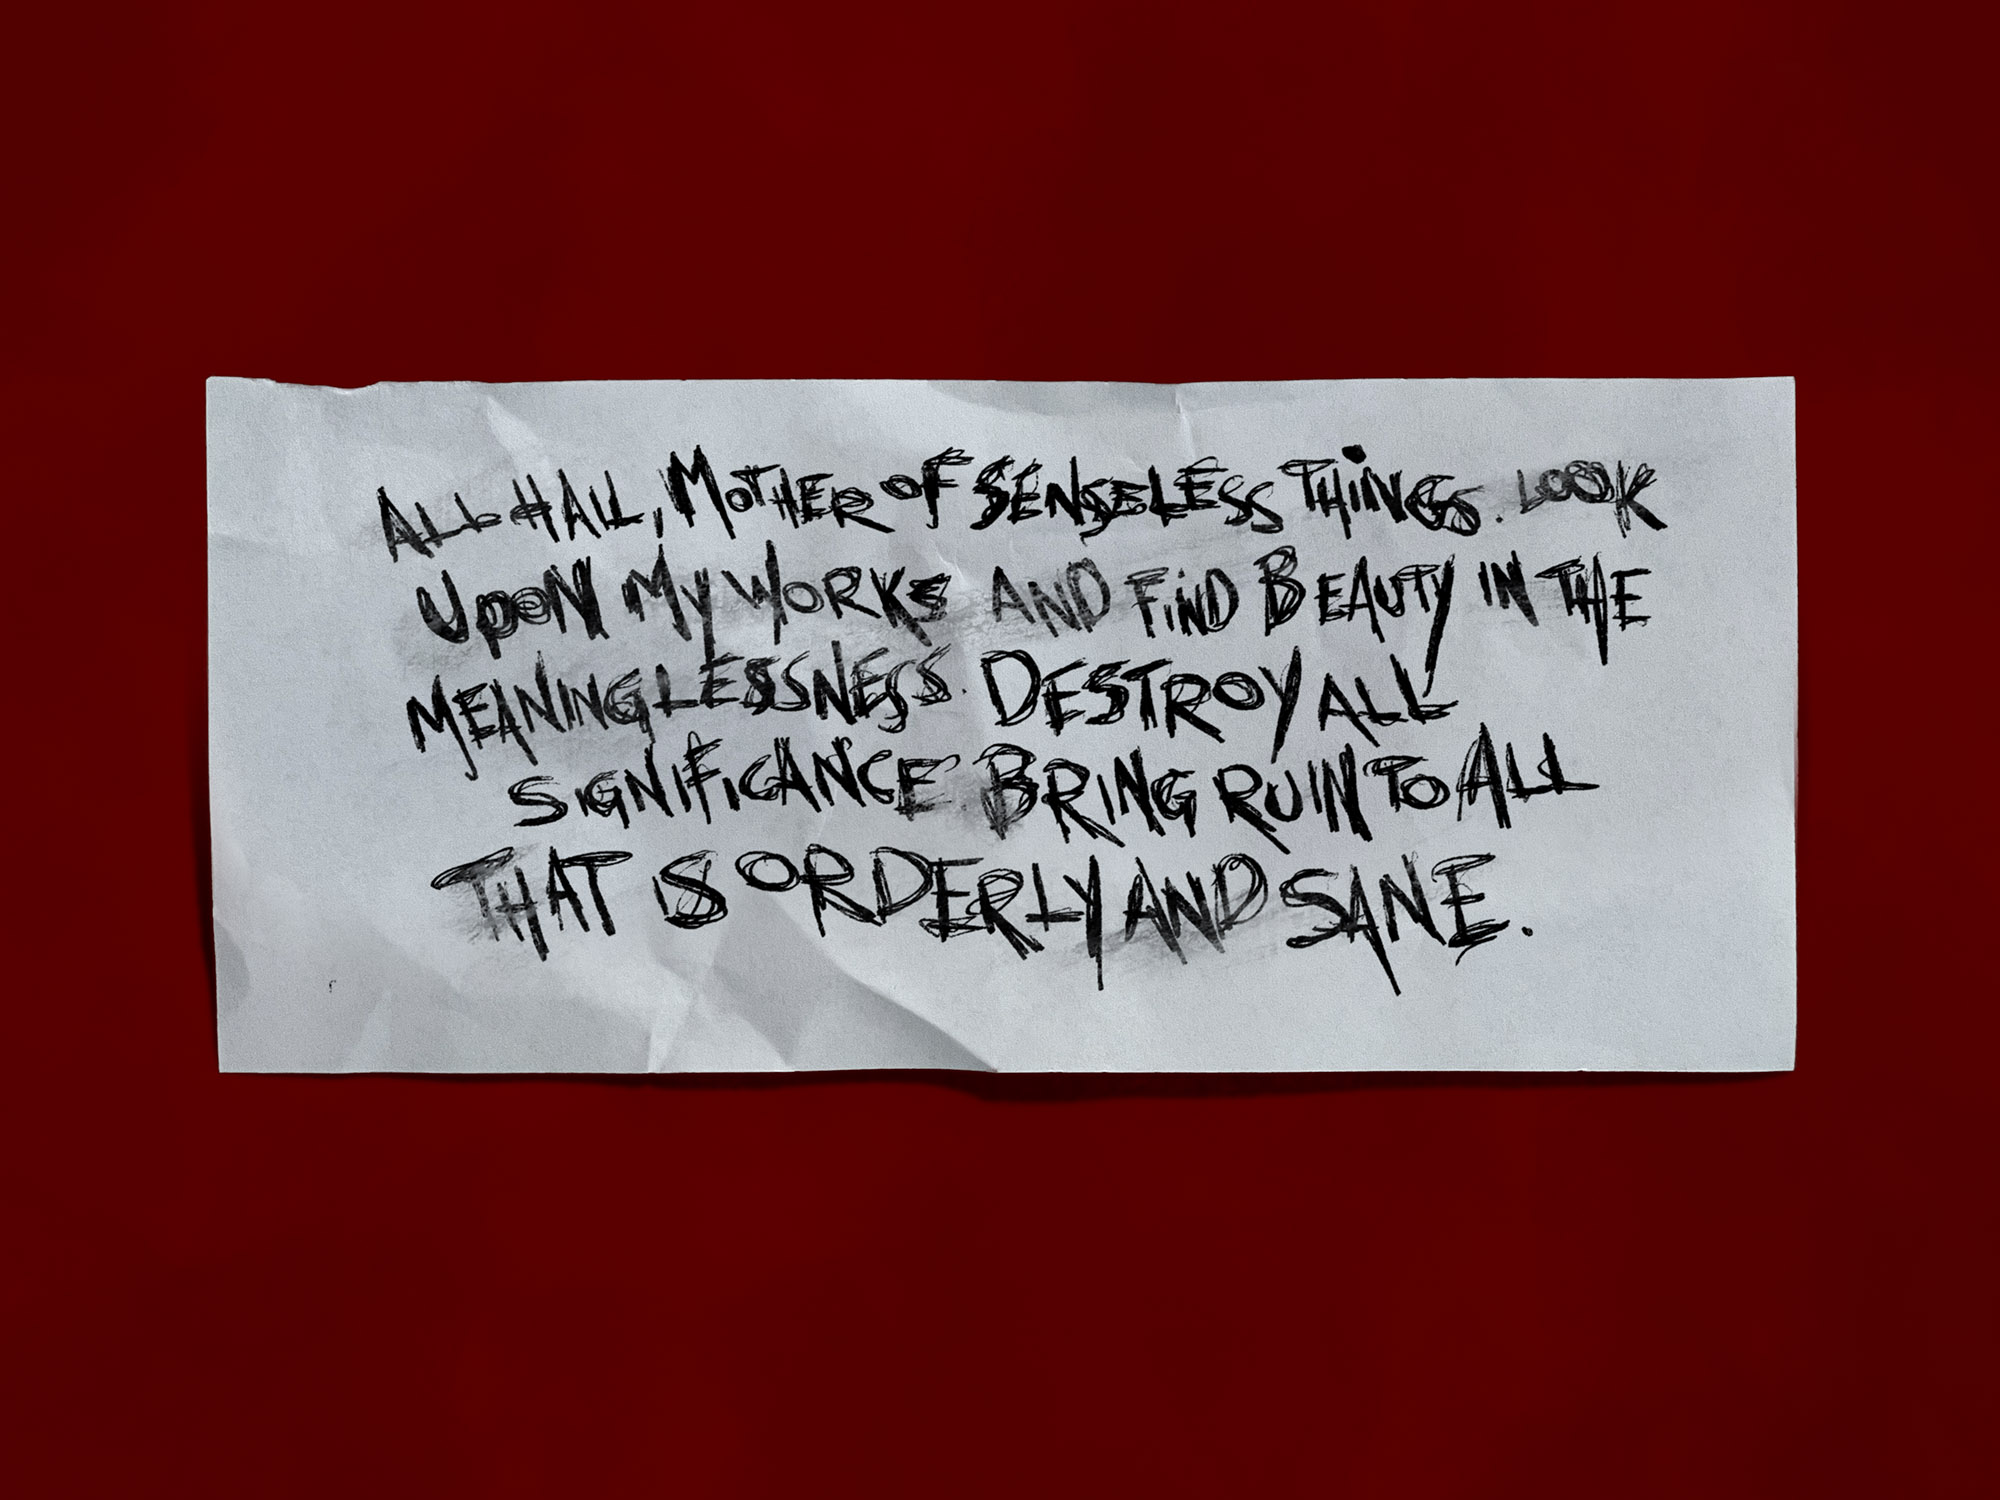 ALL HAIL, MOTHER OF SENSELESS THiNGS. LOOK
UpoN My WORKS AND FiND BEAUTY IN THE
MEANINGLESSNESS. DESTROY ALL
SIGNIFiCANCE. BRiNG RUIN TO ALL
THAT IS ORDERLY AND SANE.